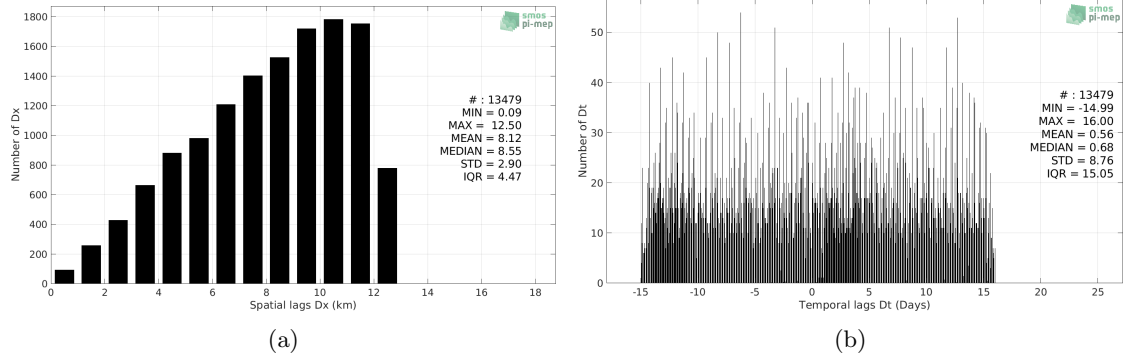 smos
pi-mep
1800
1600
1400
1200
1000
800
600
400
200
0
Number of Dx
# : 13479
MIN = 0.09
MAX = 12.50
MEAN = 8.12
MEDIAN = 8.55
STD = 2.90
IQR = 4.47
0 2 4 6 8 10 12 14 16 18
Spatial lags Dx (km)
(a)
smos
pi-mep
50
40
30
20
10
0
Number of Dt
# : 13479
MIN = -14.99
MAX = 16.00
MEAN = 0.56
MEDIAN = 0.68
STD = 8.76
IQR = 15.05
-15 -10 -5 0 5 10 15 20 25
Temporal lags Dt (Days)
(b)